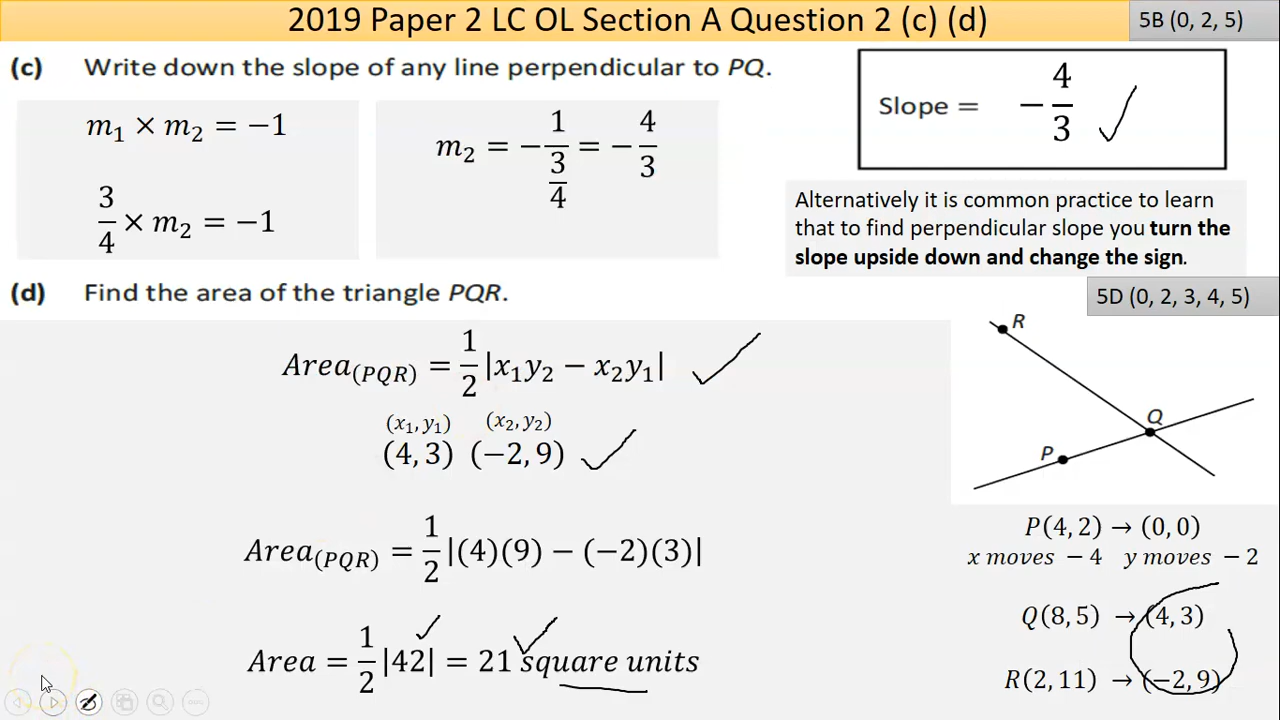 2019 Paper 2 LC OL Section A Question 2 (c) (d)
5B (0, 2, 5)
(c) Write down the slope of any line perpendicular to PQ.
m₁ × m₂ = −1
3/4 × m₂ = −1
m₂ = −1/(3/4) = −4/3
Slope = −4/3 ✓
Alternatively it is common practice to learn
that to find perpendicular slope you turn the
slope upside down and change the sign.
(d) Find the area of the triangle PQR.
5D (0, 2, 3, 4, 5)
Area₍PQR₎ = 1/2|x₁y₂ − x₂y₁| ✓
(x₁, y₁) (x₂, y₂)
(4, 3) (−2, 9) ✓
Area₍PQR₎ = 1/2|(4)(9) − (−2)(3)|
Area = 1/2|42| = 21 square units
R
Q
P
P(4, 2) → (0, 0)
x moves − 4 y moves − 2
Q(8, 5) → (4, 3)
R(2, 11) → (−2, 9)